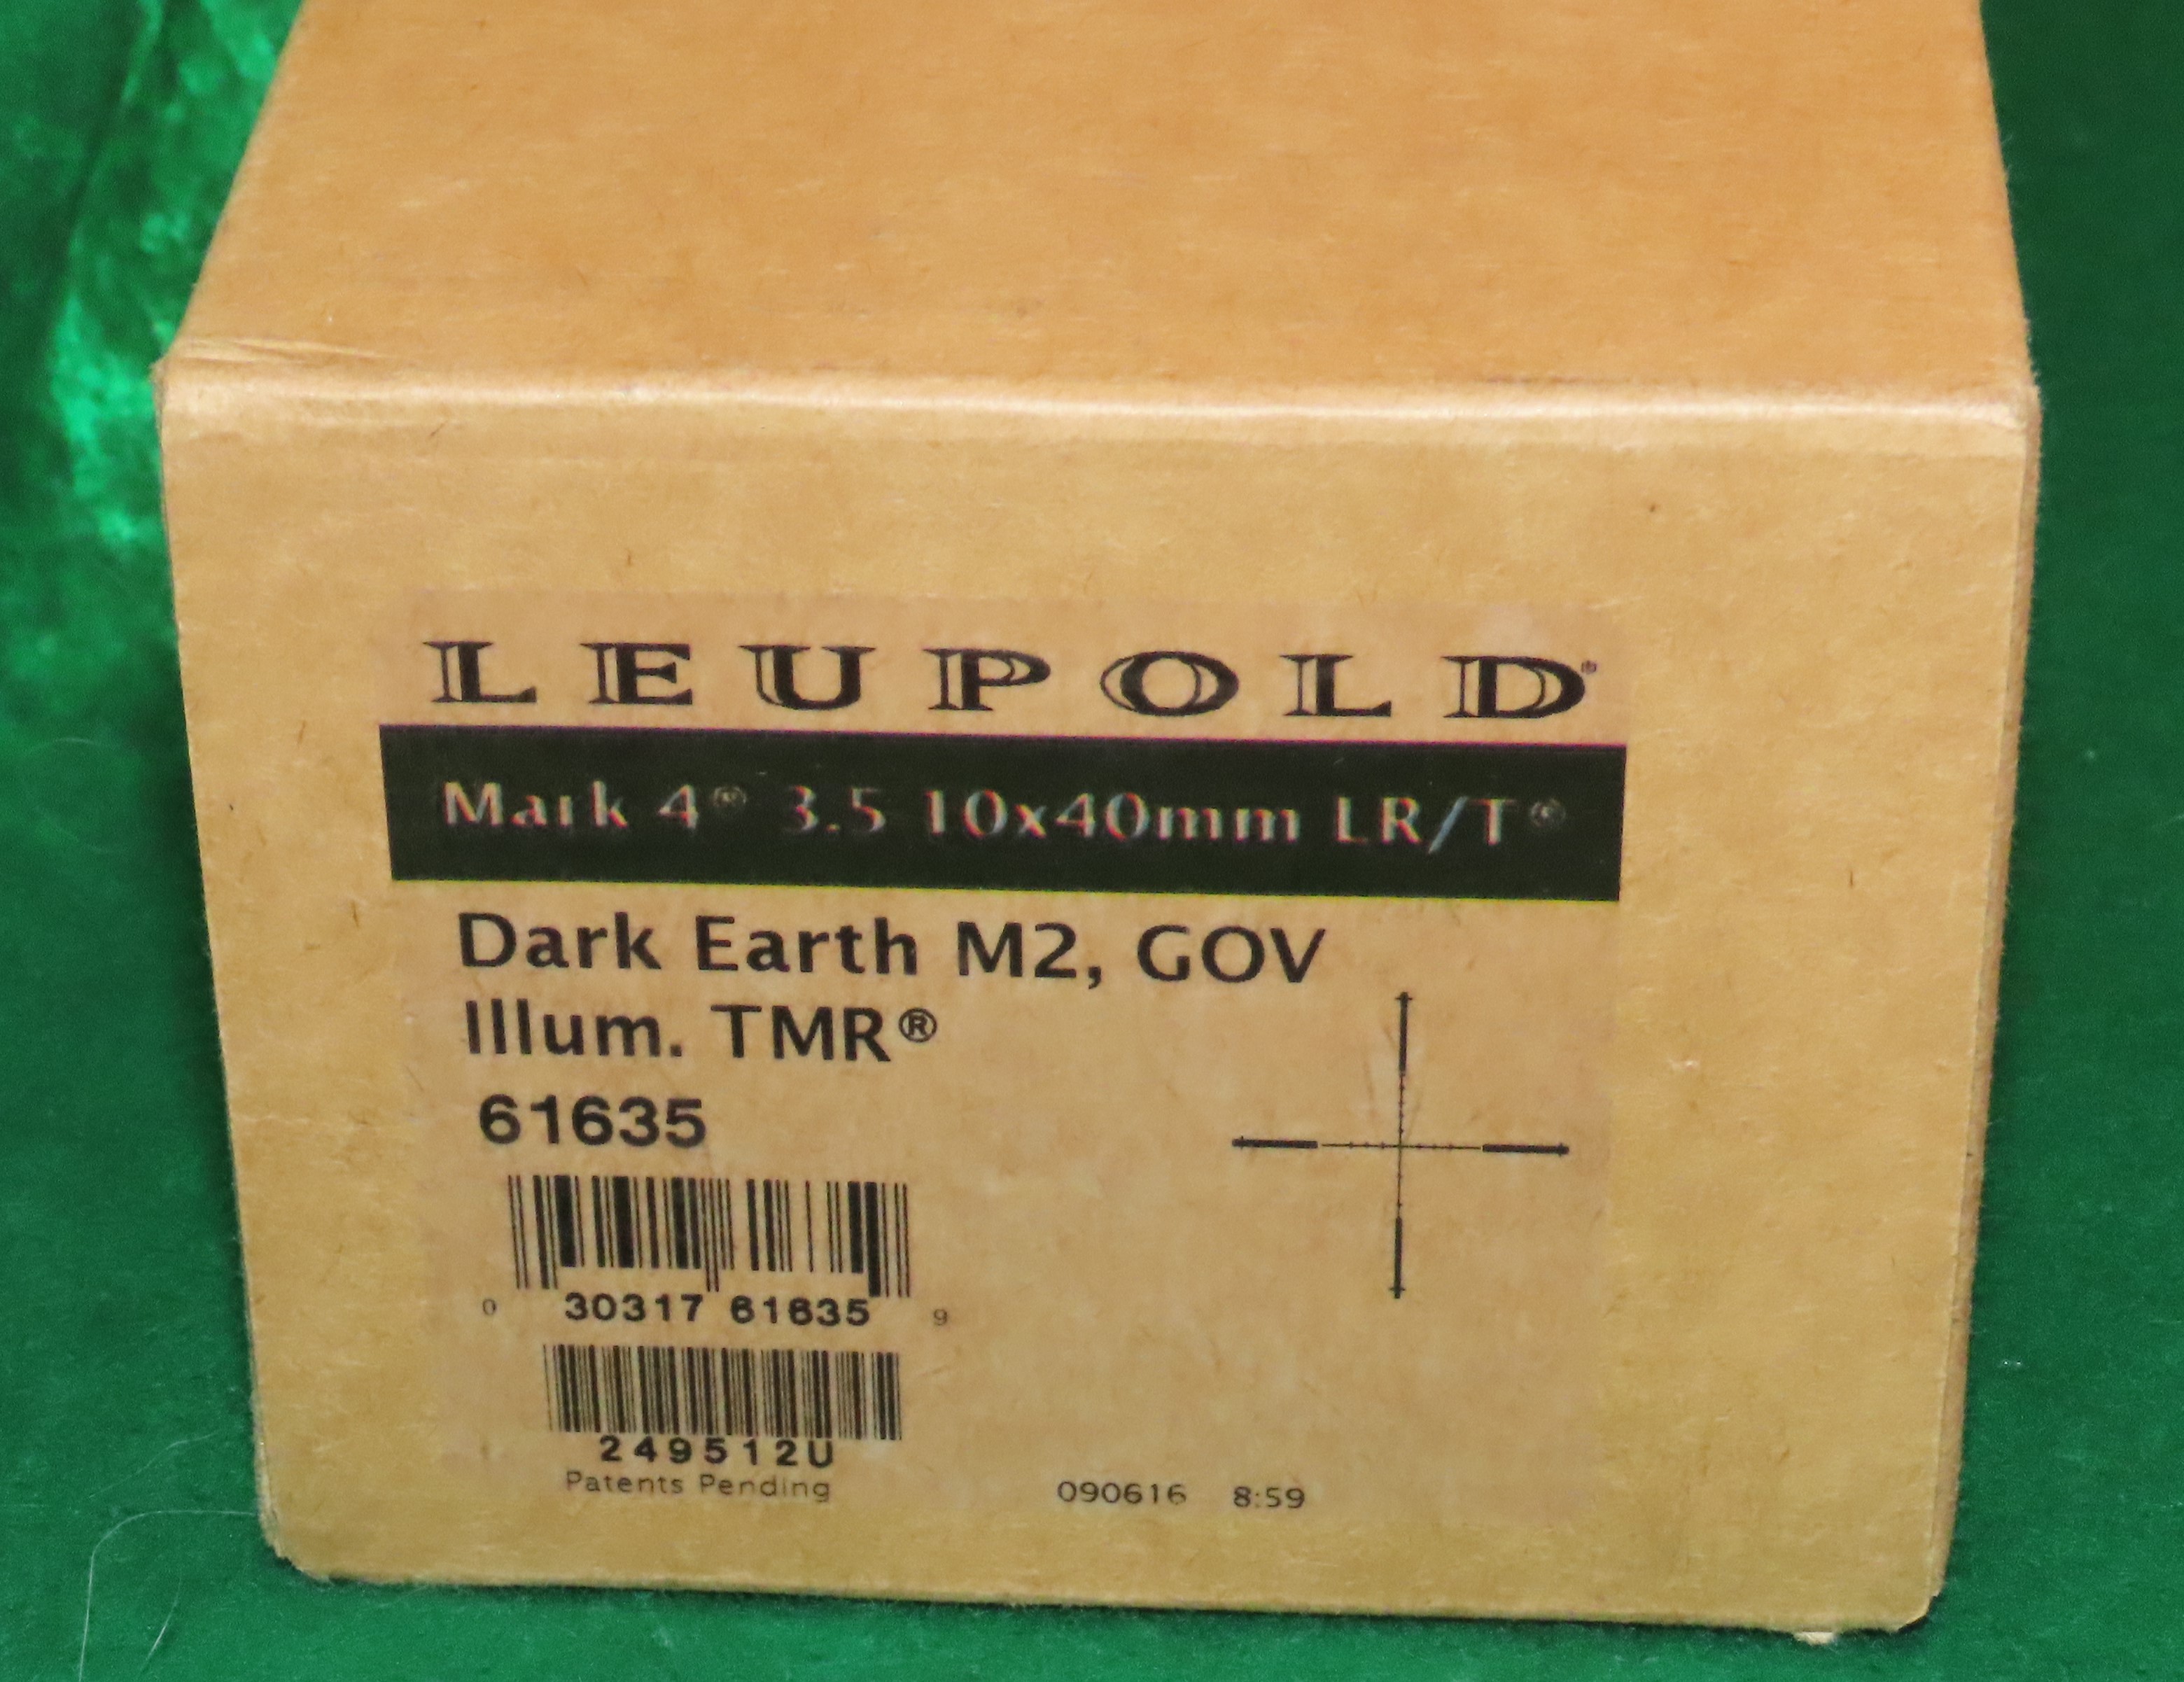 LEUPOLD®
Mark 4® 3.5 10x40mm LR/T®
Dark Earth M2, GOV
Illum. TMR®
61635
0 30317 61635 9
249512U
Patents Pending
090616 8:59